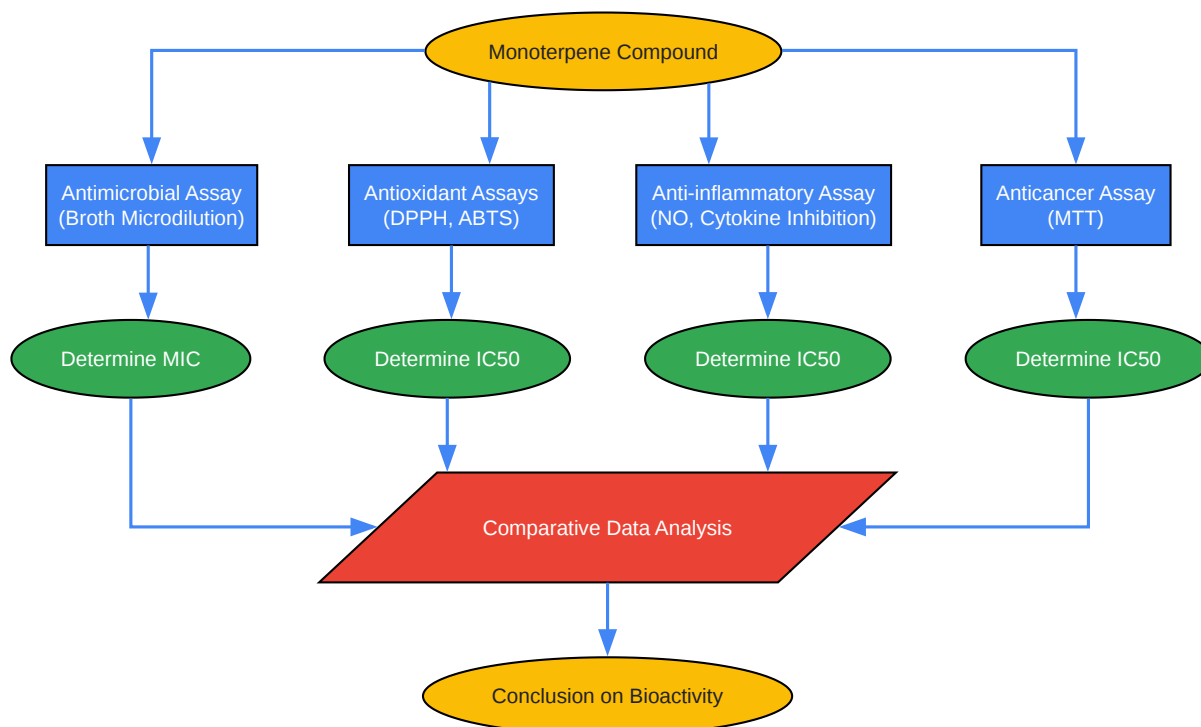 Monoterpene Compound
Antimicrobial Assay
(Broth Microdilution)
Antioxidant Assays
(DPPH, ABTS)
Anti-inflammatory Assay
(NO, Cytokine Inhibition)
Anticancer Assay
(MTT)
Determine MIC
Determine IC50
Determine IC50
Determine IC50
Comparative Data Analysis
Conclusion on Bioactivity